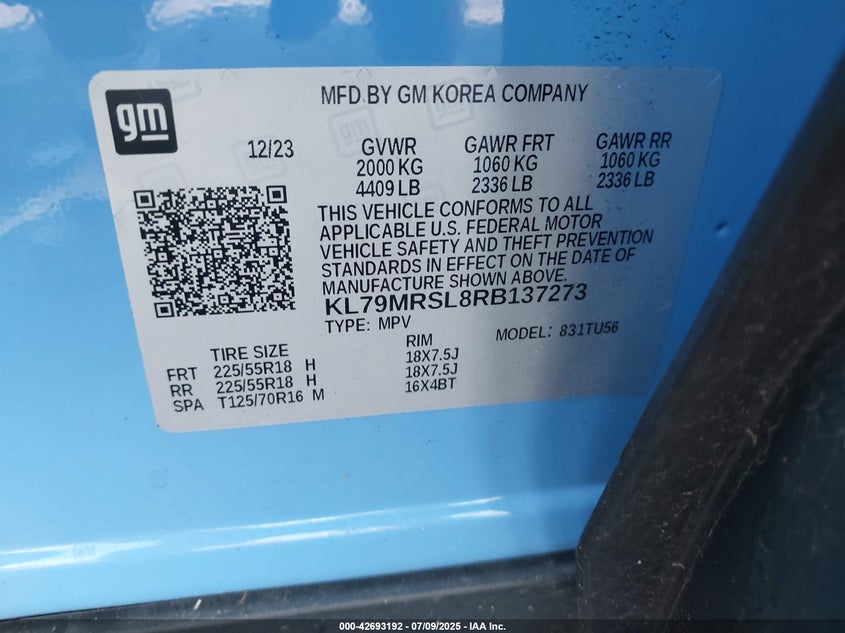 gm
MFD BY GM KOREA COMPANY
12/23
GVWR GAWR FRT GAWR RR
2000 KG 1060 KG 1060 KG
4409 LB 2336 LB 2336 LB
THIS VEHICLE CONFORMS TO ALL
APPLICABLE U.S. FEDERAL MOTOR
VEHICLE SAFETY AND THEFT PREVENTION
STANDARDS IN EFFECT ON THE DATE OF
MANUFACTURE SHOWN ABOVE.
KL79MRSL8RB137273
TYPE: MPV MODEL: 831TU56
TIRE SIZE RIM
FRT 225/55R18 H 18X7.5J
RR 225/55R18 H 18X7.5J
SPA T125/70R16 M 16X4BT
000-42693192 - 07/09/2025 - IAA Inc.